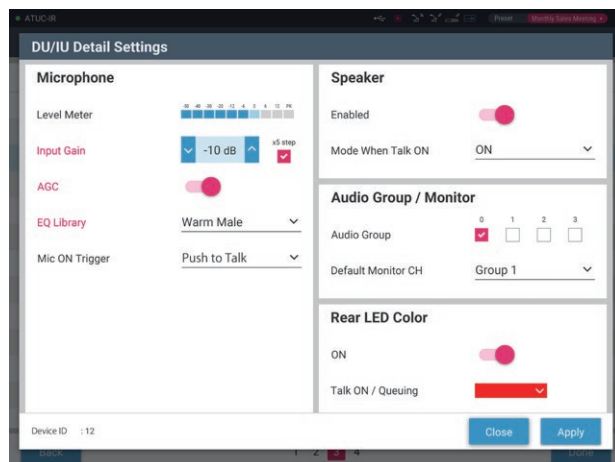 ATUC-IR
Preset
Monthly Sales Meeting
DU/IU Detail Settings
Microphone
Level Meter
Input Gain
-10 dB
x5 step
AGC
EQ Library
Warm Male
Mic ON Trigger
Push to Talk
Speaker
Enabled
Mode When Talk ON
ON
Audio Group / Monitor
0 1 2 3
Audio Group
Default Monitor CH
Group 1
Rear LED Color
ON
Talk ON / Queuing
Device ID : 12
Close
Apply
Back
1 2 3 4
Done